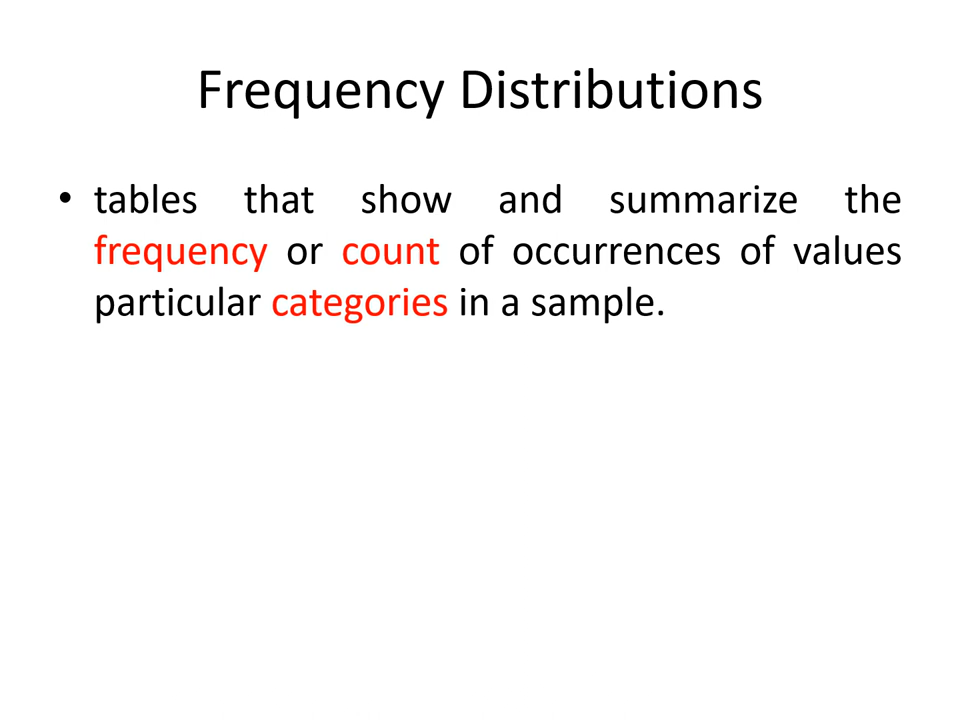 Frequency Distributions
• tables that show and summarize the
frequency or count of occurrences of values
particular categories in a sample.